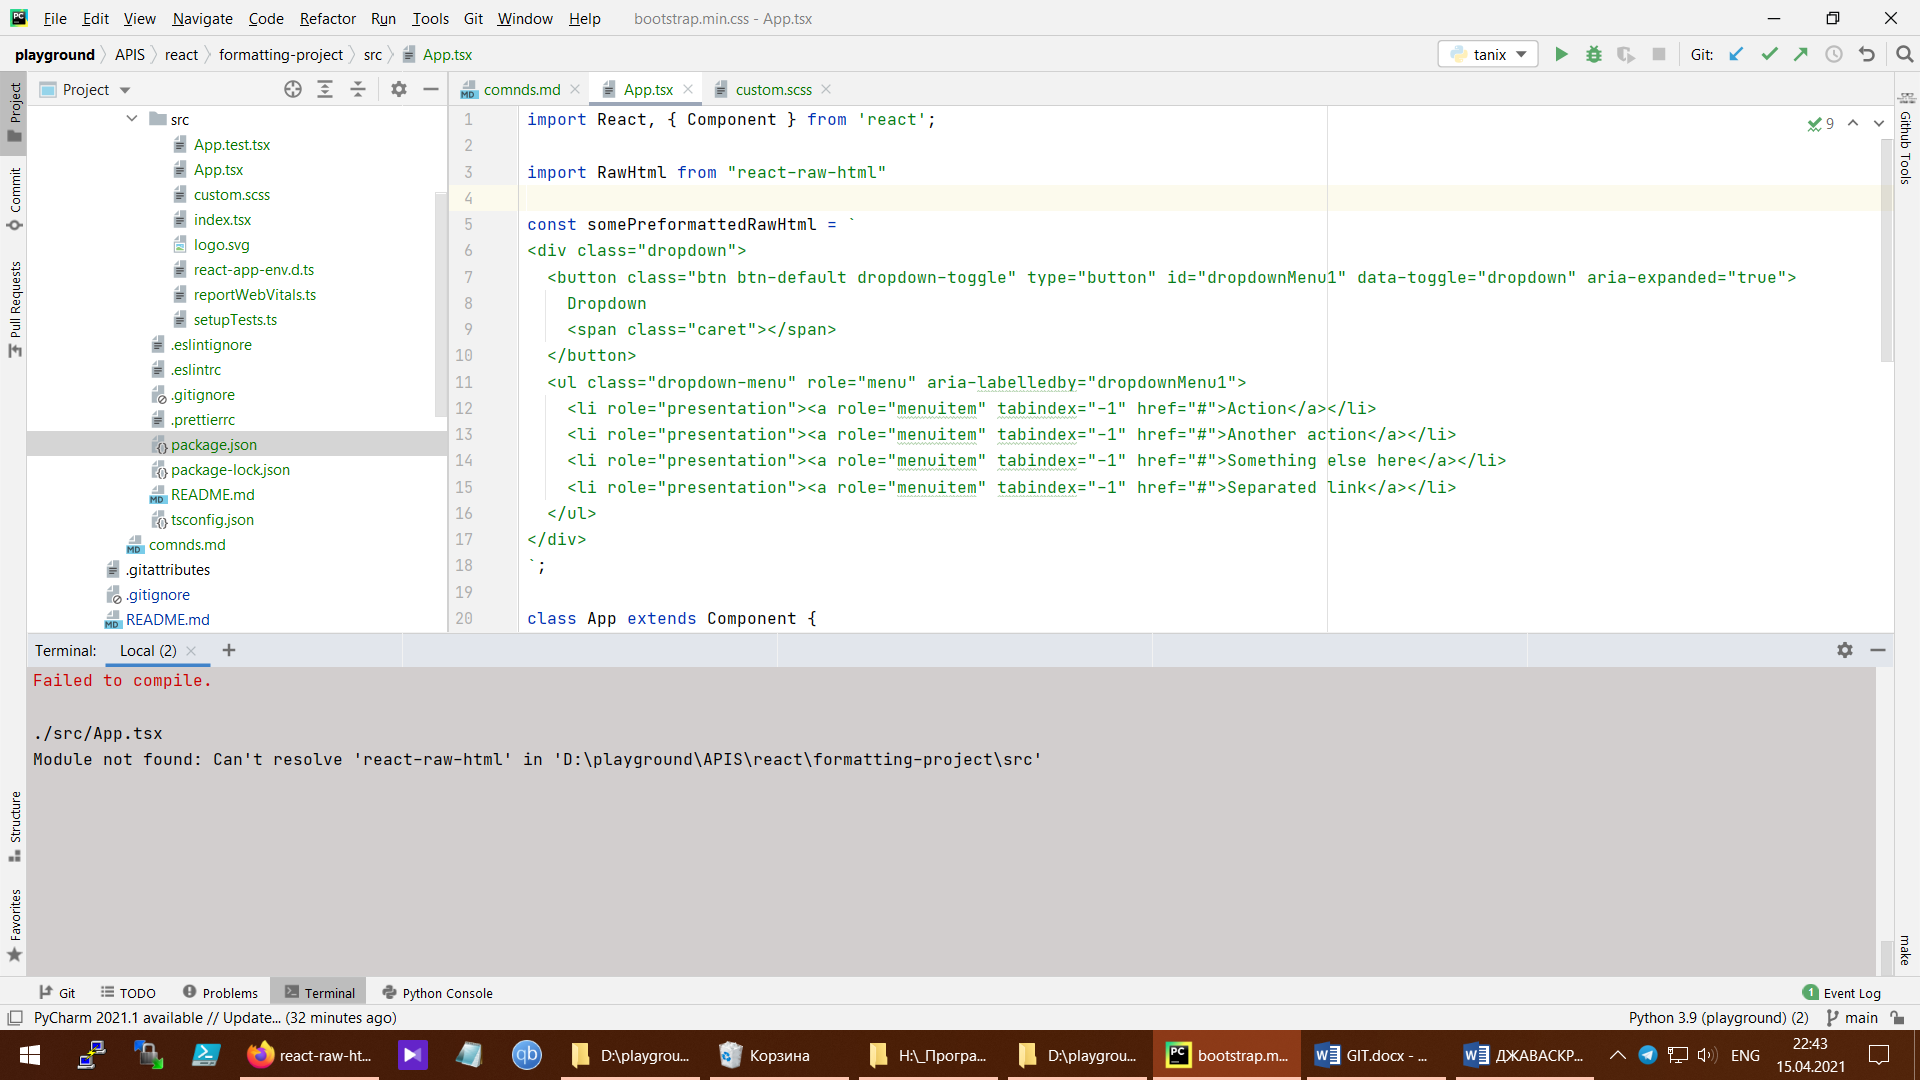 File Edit View Navigate Code Refactor Run Tools Git Window Help bootstrap.min.css - App.tsx
playground APIS react formatting-project src App.tsx tanix Git:
Project
comnds.md App.tsx custom.scss
Project
Commit
Pull Requests
Structure
Favorites
src
App.test.tsx
App.tsx
custom.scss
index.tsx
logo.svg
react-app-env.d.ts
reportWebVitals.ts
setupTests.ts
.eslintignore
.eslintrc
.gitignore
.prettierrc
package.json
package-lock.json
README.md
tsconfig.json
comnds.md
.gitattributes
.gitignore
README.md
1 import React, { Component } from 'react';
2
3 import RawHtml from "react-raw-html"
4
5 const somePreformattedRawHtml = `
6 <div class="dropdown">
7 <button class="btn btn-default dropdown-toggle" type="button" id="dropdownMenu1" data-toggle="dropdown" aria-expanded="true">
8 Dropdown
9 <span class="caret"></span>
10 </button>
11 <ul class="dropdown-menu" role="menu" aria-labelledby="dropdownMenu1">
12 <li role="presentation"><a role="menuitem" tabindex="-1" href="#">Action</a></li>
13 <li role="presentation"><a role="menuitem" tabindex="-1" href="#">Another action</a></li>
14 <li role="presentation"><a role="menuitem" tabindex="-1" href="#">Something else here</a></li>
15 <li role="presentation"><a role="menuitem" tabindex="-1" href="#">Separated link</a></li>
16 </ul>
17 </div>
18 `;
19
20 class App extends Component {
9
Github Tools
make
Terminal: Local (2)
Failed to compile.
./src/App.tsx
Module not found: Can't resolve 'react-raw-html' in 'D:\playground\APIS\react\formatting-project\src'
Git TODO Problems Terminal Python Console 1 Event Log
PyCharm 2021.1 available // Update... (32 minutes ago) Python 3.9 (playground) (2) main
react-raw-ht... qb D:\playgrou... Корзина H:\_Програ... D:\playgrou... PC bootstrap.m... GIT.docx - ... ДЖАВАСКР... ENG
22:43
15.04.2021